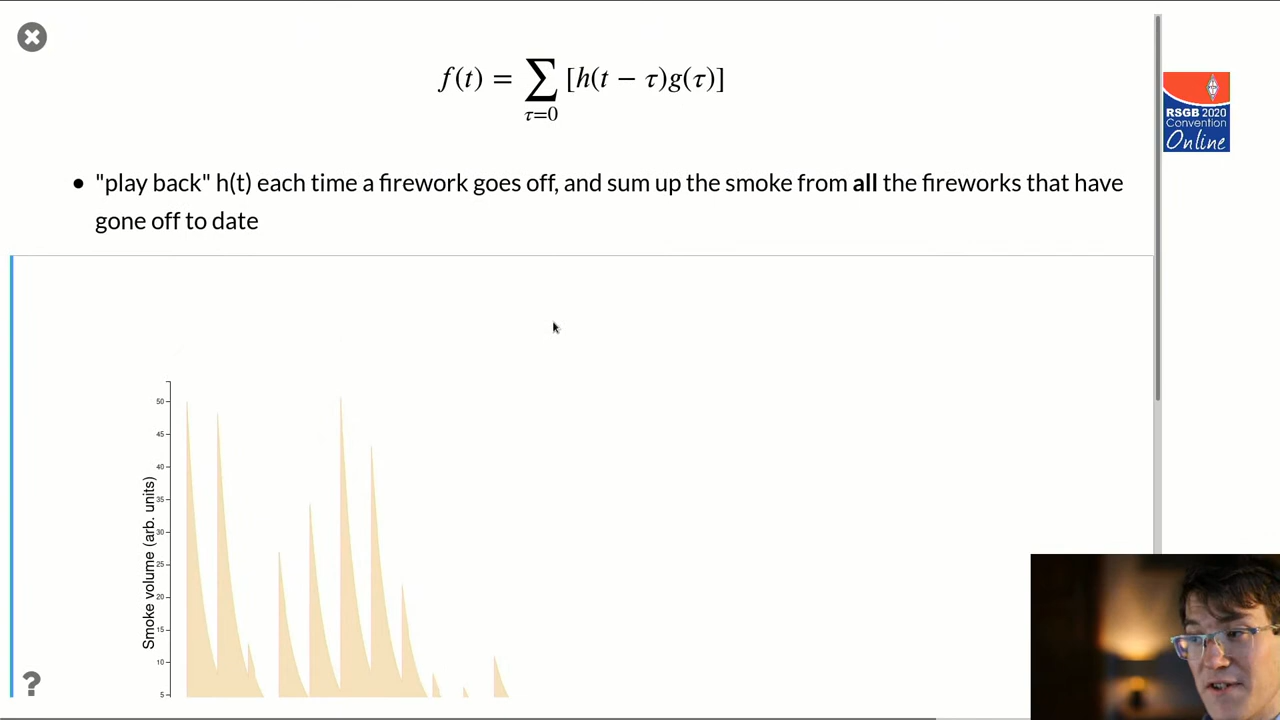 f(t) = ∑ [h(t − τ)g(τ)]
τ=0
RSGB 2020
Convention
Online
• "play back" h(t) each time a firework goes off, and sum up the smoke from all the fireworks that have
gone off to date
Smoke volume (arb. units)
50
45
40
35
30
25
20
15
10
5
?